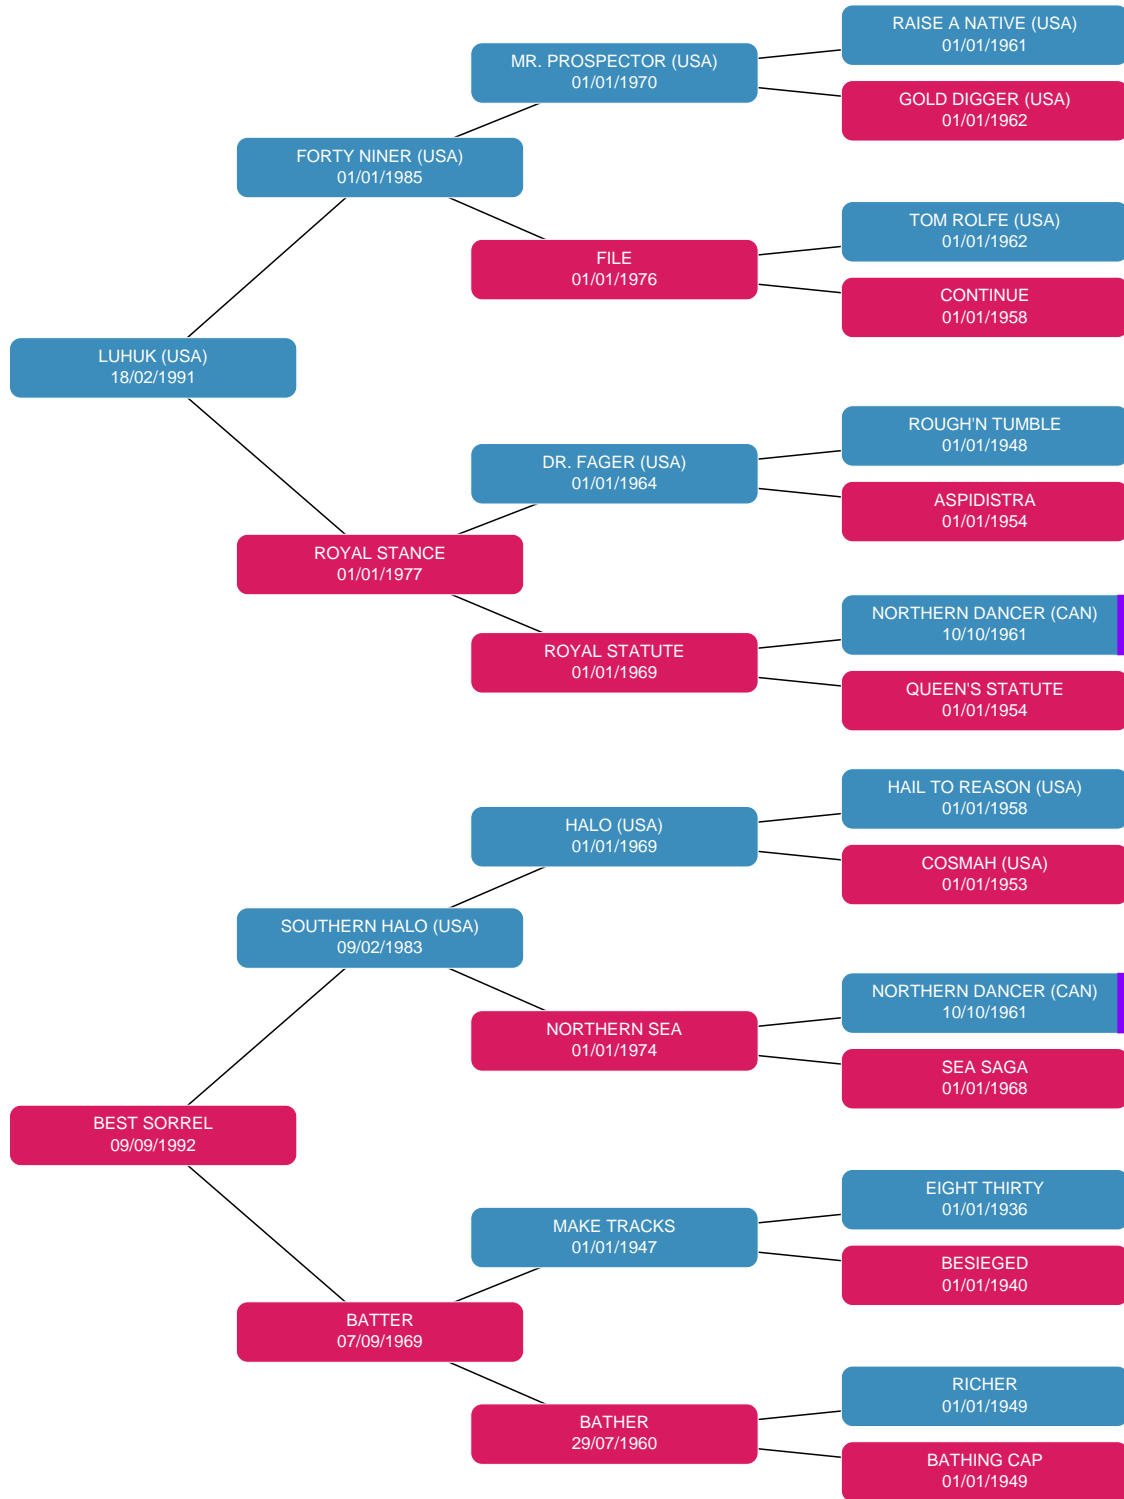 RAISE A NATIVE (USA)
01/01/1961
MR. PROSPECTOR (USA)
01/01/1970
GOLD DIGGER (USA)
01/01/1962
FORTY NINER (USA)
01/01/1985
TOM ROLFE (USA)
01/01/1962
FILE
01/01/1976
CONTINUE
01/01/1958
LUHUK (USA)
18/02/1991
ROUGH'N TUMBLE
01/01/1948
DR. FAGER (USA)
01/01/1964
ASPIDISTRA
01/01/1954
ROYAL STANCE
01/01/1977
NORTHERN DANCER (CAN)
10/10/1961
ROYAL STATUTE
01/01/1969
QUEEN'S STATUTE
01/01/1954
HAIL TO REASON (USA)
01/01/1958
HALO (USA)
01/01/1969
COSMAH (USA)
01/01/1953
SOUTHERN HALO (USA)
09/02/1983
NORTHERN DANCER (CAN)
10/10/1961
NORTHERN SEA
01/01/1974
SEA SAGA
01/01/1968
BEST SORREL
09/09/1992
EIGHT THIRTY
01/01/1936
MAKE TRACKS
01/01/1947
BESIEGED
01/01/1940
BATTER
07/09/1969
RICHER
01/01/1949
BATHER
29/07/1960
BATHING CAP
01/01/1949